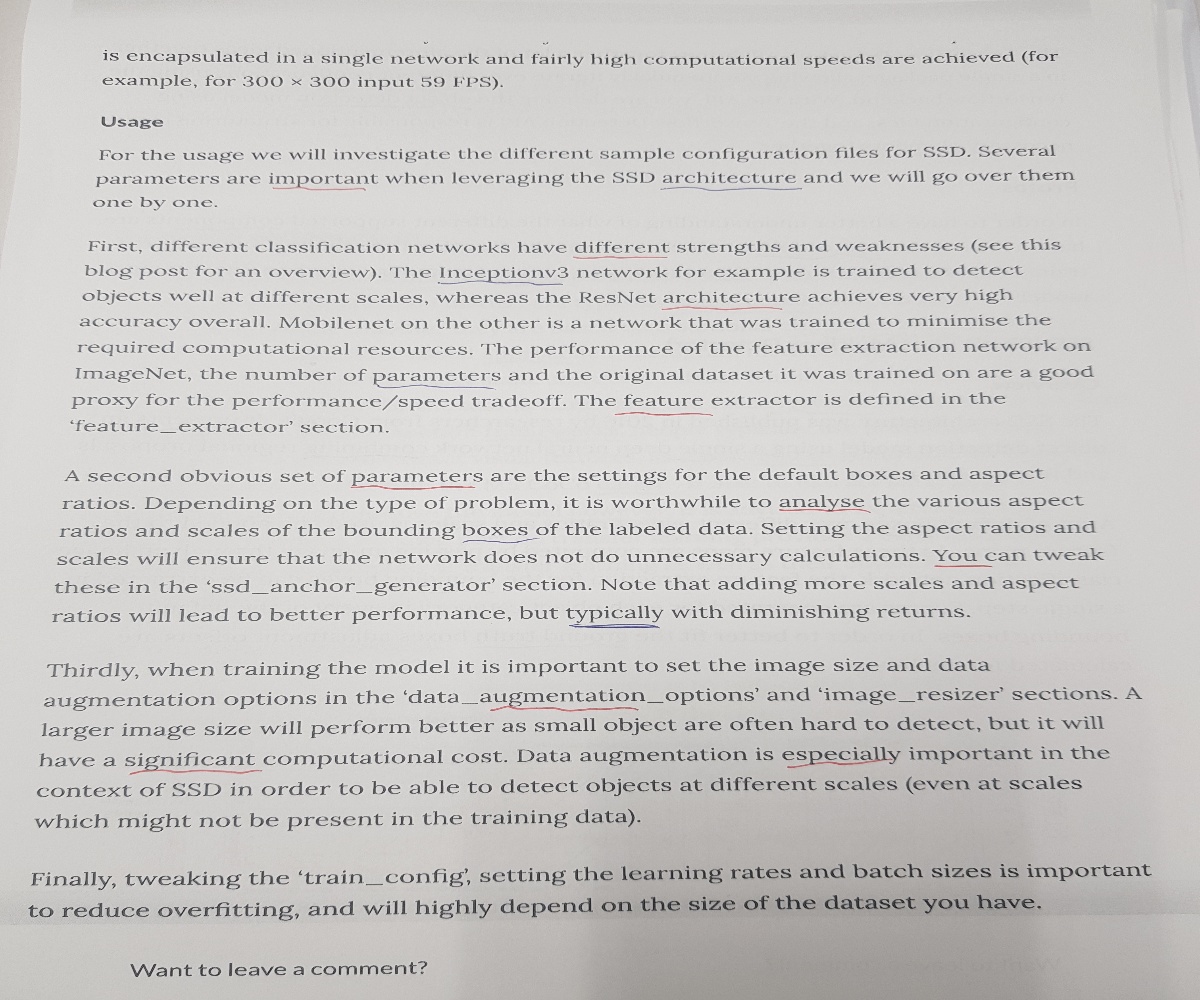 is encapsulated in a single network and fairly high computational speeds are achieved (for
example, for 300 × 300 input 59 FPS).
Usage
For the usage we will investigate the different sample configuration files for SSD. Several
parameters are important when leveraging the SSD architecture and we will go over them
one by one.
First, different classification networks have different strengths and weaknesses (see this
blog post for an overview). The Inceptionv3 network for example is trained to detect
objects well at different scales, whereas the ResNet architecture achieves very high
accuracy overall. Mobilenet on the other is a network that was trained to minimise the
required computational resources. The performance of the feature extraction network on
ImageNet, the number of parameters and the original dataset it was trained on are a good
proxy for the performance/speed tradeoff. The feature extractor is defined in the
‘feature_extractor’ section.
A second obvious set of parameters are the settings for the default boxes and aspect
ratios. Depending on the type of problem, it is worthwhile to analyse the various aspect
ratios and scales of the bounding boxes of the labeled data. Setting the aspect ratios and
scales will ensure that the network does not do unnecessary calculations. You can tweak
these in the ‘ssd_anchor_generator’ section. Note that adding more scales and aspect
ratios will lead to better performance, but typically with diminishing returns.
Thirdly, when training the model it is important to set the image size and data
augmentation options in the ‘data_augmentation_options’ and ‘image_resizer’ sections. A
larger image size will perform better as small object are often hard to detect, but it will
have a significant computational cost. Data augmentation is especially important in the
context of SSD in order to be able to detect objects at different scales (even at scales
which might not be present in the training data).
Finally, tweaking the ‘train_config’, setting the learning rates and batch sizes is important
to reduce overfitting, and will highly depend on the size of the dataset you have.
Want to leave a comment?